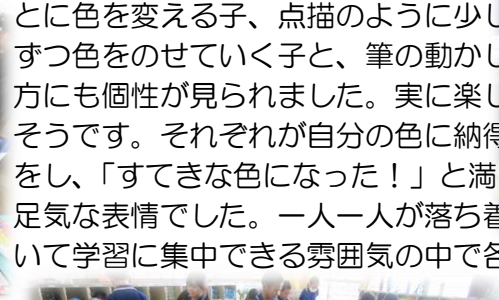 とに色を変える子、点描のように少し
ずつ色をのせていく子と、筆の動かし
方にも個性が見られました。実に楽し
そうです。それぞれが自分の色に納得
をし、「すてきな色になった！」と満
足気な表情でした。一人一人が落ち着
いて学習に集中できる雰囲気の中で各